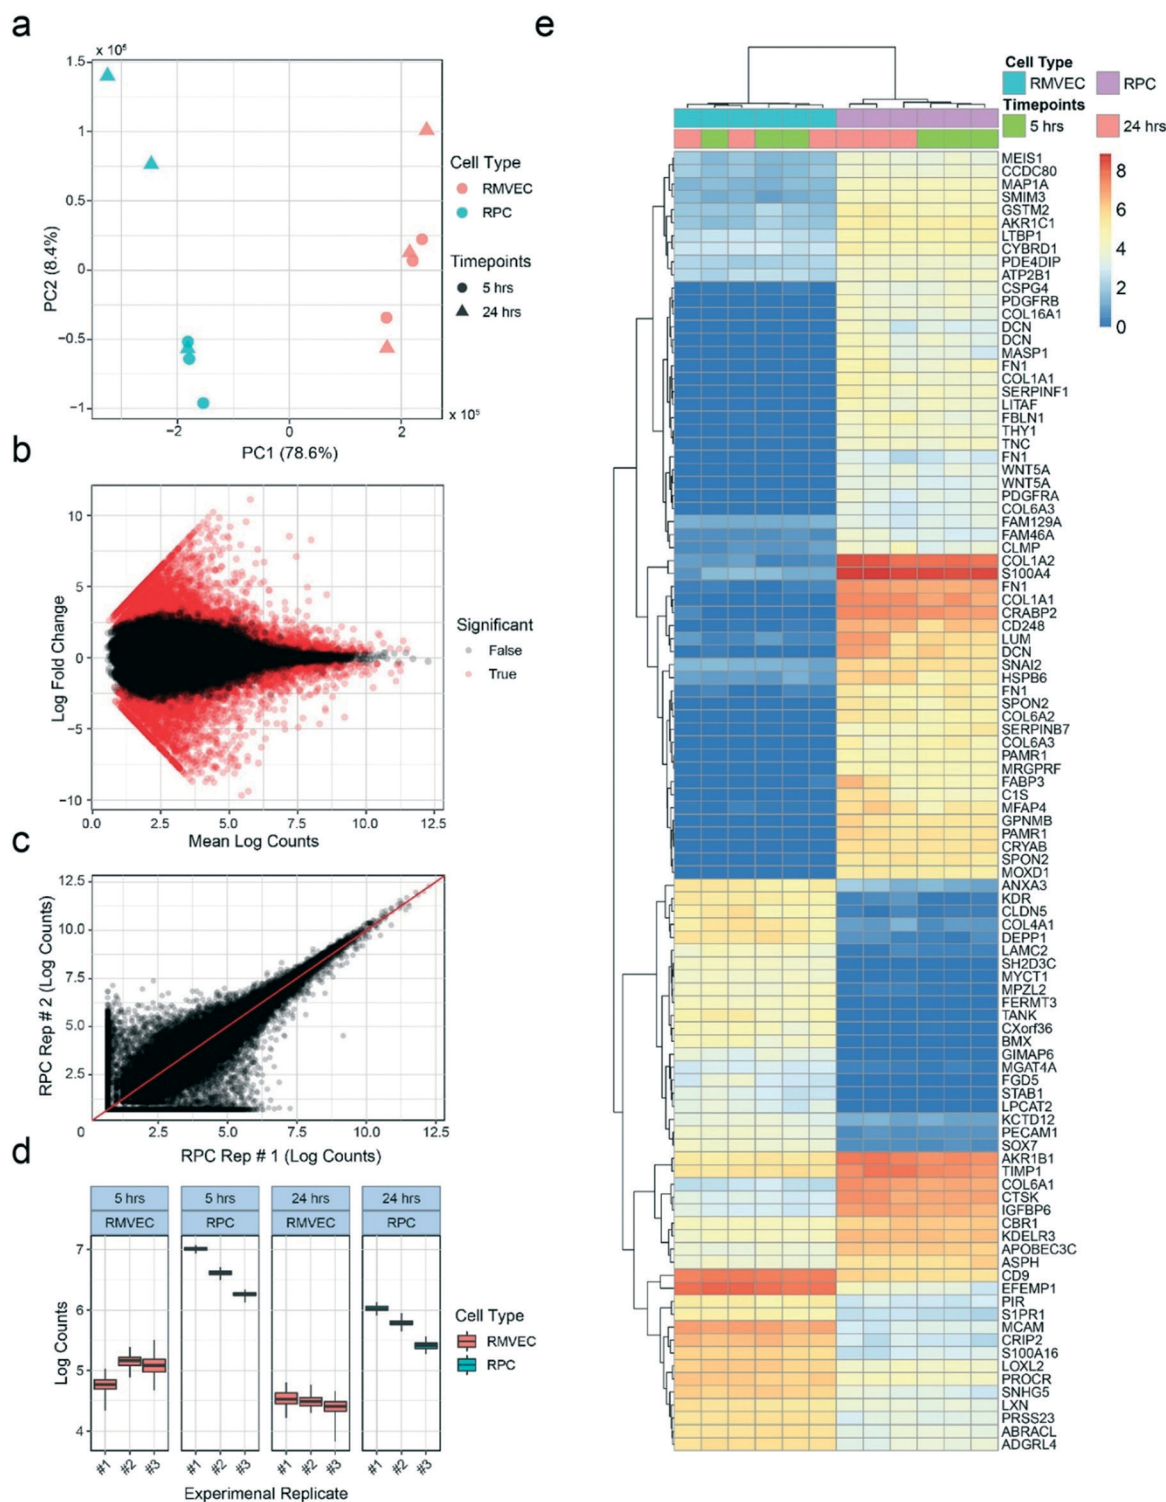 a
x 10⁶
1.5
1
0.5
0
−0.5
−1
PC2 (8.4%)
−2
0
2
x 10⁵
PC1 (78.6%)
Cell Type
RMVEC
RPC
Timepoints
5 hrs
24 hrs
b
10
5
0
−5
−10
Log Fold Change
0.0
2.5
5.0
7.5
10.0
12.5
Mean Log Counts
Significant
False
True
c
12.5
10.0
7.5
5.0
2.5
RPC Rep # 2 (Log Counts)
0
2.5
5.0
7.5
10.0
12.5
RPC Rep # 1 (Log Counts)
d
5 hrs
5 hrs
24 hrs
24 hrs
RMVEC
RPC
RMVEC
RPC
7
6
5
4
Log Counts
#1
#2
#3
#1
#2
#3
#1
#2
#3
#1
#2
#3
Experimenal Replicate
Cell Type
RMVEC
RPC
e
Cell Type
RMVEC
RPC
Timepoints
5 hrs
24 hrs
8
6
4
2
0
MEIS1
CCDC80
MAP1A
SMIM3
GSTM2
AKR1C1
LTBP1
CYBRD1
PDE4DIP
ATP2B1
CSPG4
PDGFRB
COL16A1
DCN
DCN
MASP1
FN1
COL1A1
SERPINF1
LITAF
FBLN1
THY1
TNC
FN1
WNT5A
WNT5A
PDGFRA
COL6A3
FAM129A
FAM46A
CLMP
COL1A2
S100A4
FN1
COL1A1
CRABP2
CD248
LUM
DCN
SNAI2
HSPB6
FN1
SPON2
COL6A2
SERPINB7
COL6A3
PAMR1
MRGPRF
FABP3
C1S
MFAP4
GPNMB
PAMR1
CRYAB
SPON2
MOXD1
ANXA3
KDR
CLDN5
COL4A1
DEPP1
LAMC2
SH2D3C
MYCT1
MPZL2
FERMT3
TANK
CXorf36
BMX
GIMAP6
MGAT4A
FGD5
STAB1
LPCAT2
KCTD12
PECAM1
SOX7
AKR1B1
TIMP1
COL6A1
CTSK
IGFBP6
CBR1
KDELR3
APOBEC3C
ASPH
CD9
EFEMP1
PIR
S1PR1
MCAM
CRIP2
S100A16
LOXL2
PROCR
SNHG5
LXN
PRSS23
ABRACL
ADGRL4